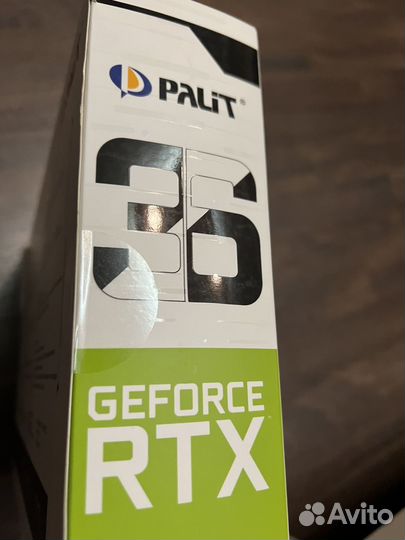 PALiT®
36
GEFORCE
RTX
Avito